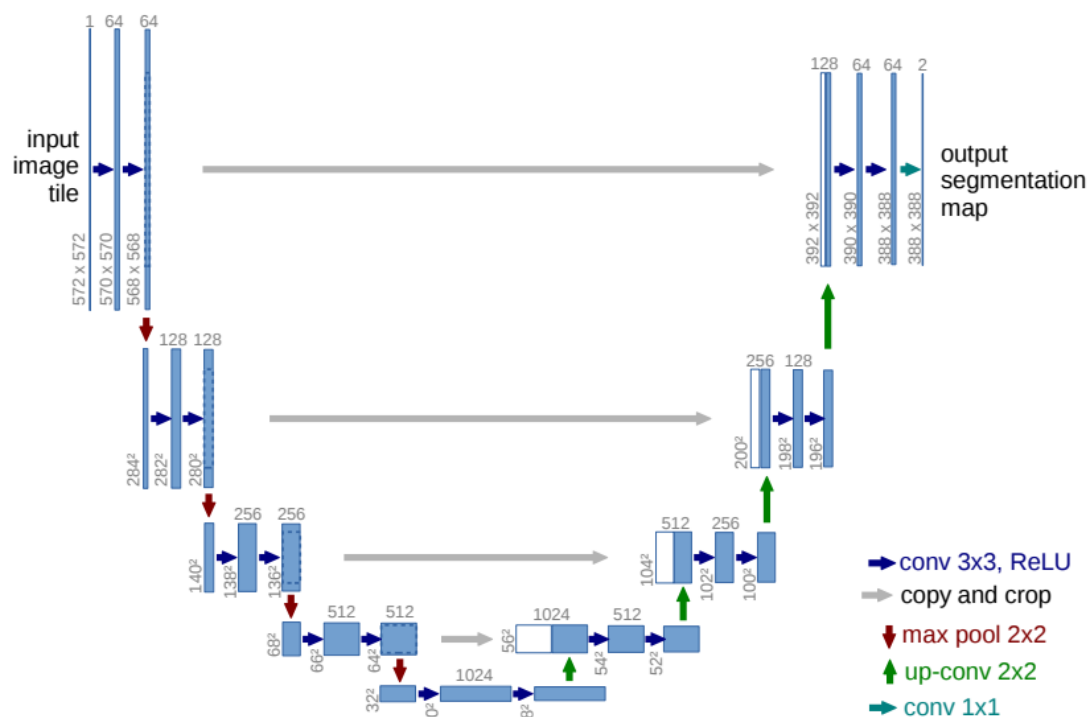 1 64 64
input
image
tile
572 x 572
570 x 570
568 x 568
128 64 64 2
output
segmentation
map
392 x 392
390 x 390
388 x 388
388 x 388
128 128
284²
282²
280²
256 128
200²
198²
196²
256 256
140²
138²
136²
512 256
104²
102²
100²
512 512
68²
66²
64²
1024 512
56²
54²
52²
1024
32²
0²
8²
conv 3x3, ReLU
copy and crop
max pool 2x2
up-conv 2x2
conv 1x1